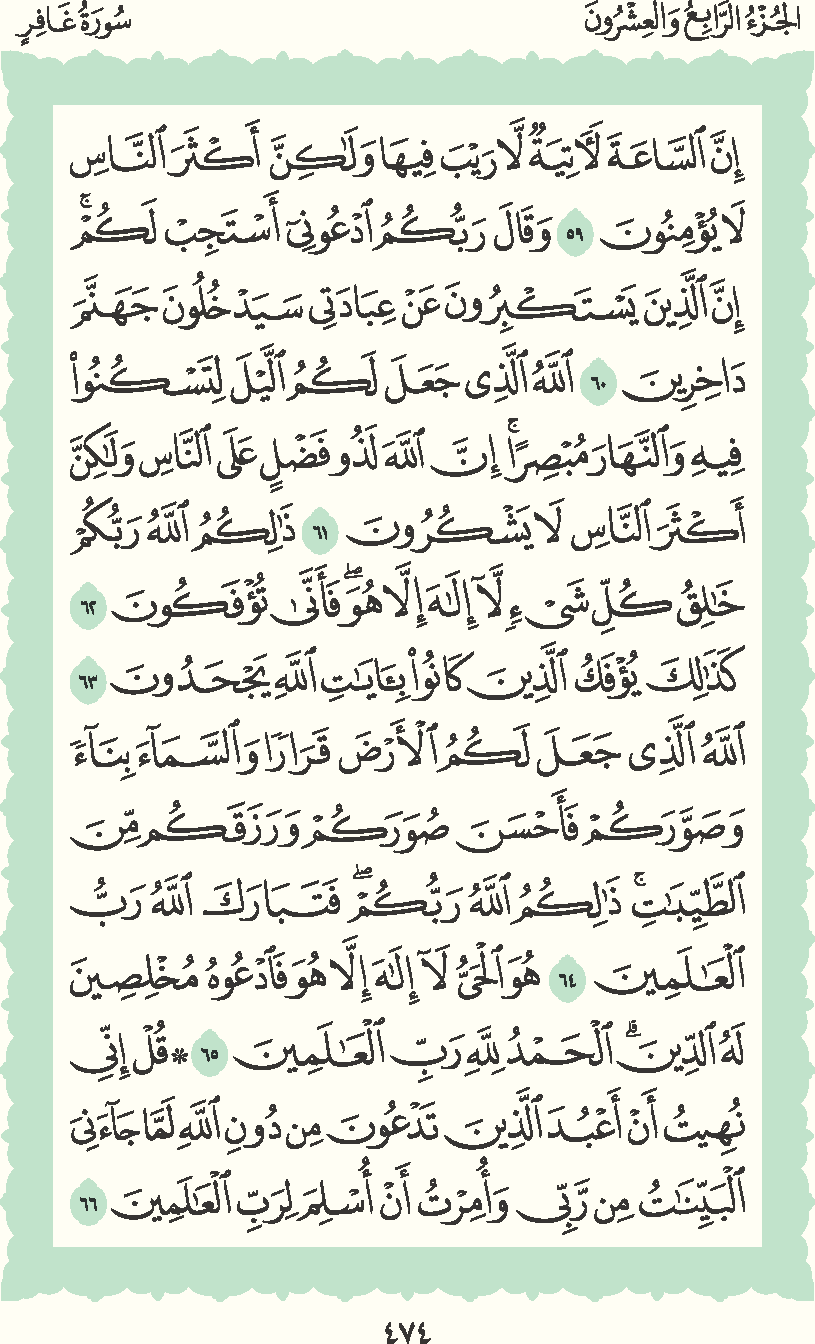 الجُزْءُ الرَّابِعُ وَالعِشْرُونَ
سُورَةُ غَافِرٍ
إِنَّ ٱلسَّاعَةَ لَأٓتِيَةٌ لَّا رَيْبَ فِيهَا وَلَٰكِنَّ أَكْثَرَ ٱلنَّاسِ
لَا يُؤْمِنُونَ ٥٩ وَقَالَ رَبُّكُمُ ٱدْعُونِىٓ أَسْتَجِبْ لَكُمْۚ
إِنَّ ٱلَّذِينَ يَسْتَكْبِرُونَ عَنْ عِبَادَتِى سَيَدْخُلُونَ جَهَنَّمَ
دَاخِرِينَ ٦٠ ٱللَّهُ ٱلَّذِى جَعَلَ لَكُمُ ٱلَّيْلَ لِتَسْكُنُوا۟
فِيهِ وَٱلنَّهَارَ مُبْصِرًاۚ إِنَّ ٱللَّهَ لَذُو فَضْلٍ عَلَى ٱلنَّاسِ وَلَٰكِنَّ
أَكْثَرَ ٱلنَّاسِ لَا يَشْكُرُونَ ٦١ ذَٰلِكُمُ ٱللَّهُ رَبُّكُمْ
خَٰلِقُ كُلِّ شَىْءٍ لَّآ إِلَٰهَ إِلَّا هُوَۖ فَأَنَّىٰ تُؤْفَكُونَ ٦٢
كَذَٰلِكَ يُؤْفَكُ ٱلَّذِينَ كَانُوا۟ بِـَٔايَٰتِ ٱللَّهِ يَجْحَدُونَ ٦٣
ٱللَّهُ ٱلَّذِى جَعَلَ لَكُمُ ٱلْأَرْضَ قَرَارًا وَٱلسَّمَآءَ بِنَآءً
وَصَوَّرَكُمْ فَأَحْسَنَ صُوَرَكُمْ وَرَزَقَكُم مِّنَ
ٱلطَّيِّبَٰتِۚ ذَٰلِكُمُ ٱللَّهُ رَبُّكُمْۖ فَتَبَارَكَ ٱللَّهُ رَبُّ
ٱلْعَٰلَمِينَ ٦٤ هُوَ ٱلْحَىُّ لَآ إِلَٰهَ إِلَّا هُوَ فَٱدْعُوهُ مُخْلِصِينَ
لَهُ ٱلدِّينَۗ ٱلْحَمْدُ لِلَّهِ رَبِّ ٱلْعَٰلَمِينَ ٦٥ * قُلْ إِنِّى
نُهِيتُ أَنْ أَعْبُدَ ٱلَّذِينَ تَدْعُونَ مِن دُونِ ٱللَّهِ لَمَّا جَآءَنِىَ
ٱلْبَيِّنَٰتُ مِن رَّبِّى وَأُمِرْتُ أَنْ أُسْلِمَ لِرَبِّ ٱلْعَٰلَمِينَ ٦٦
٤٧٤